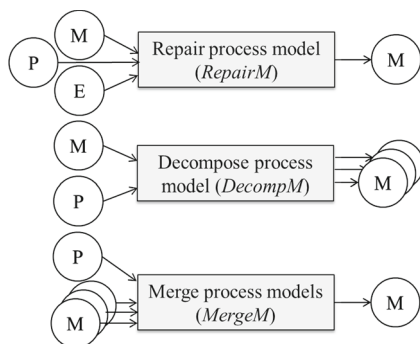 M
P
E
Repair process model
(RepairM)
M
M
P
Decompose process
model (DecompM)
M
P
M
Merge process models
(MergeM)
M